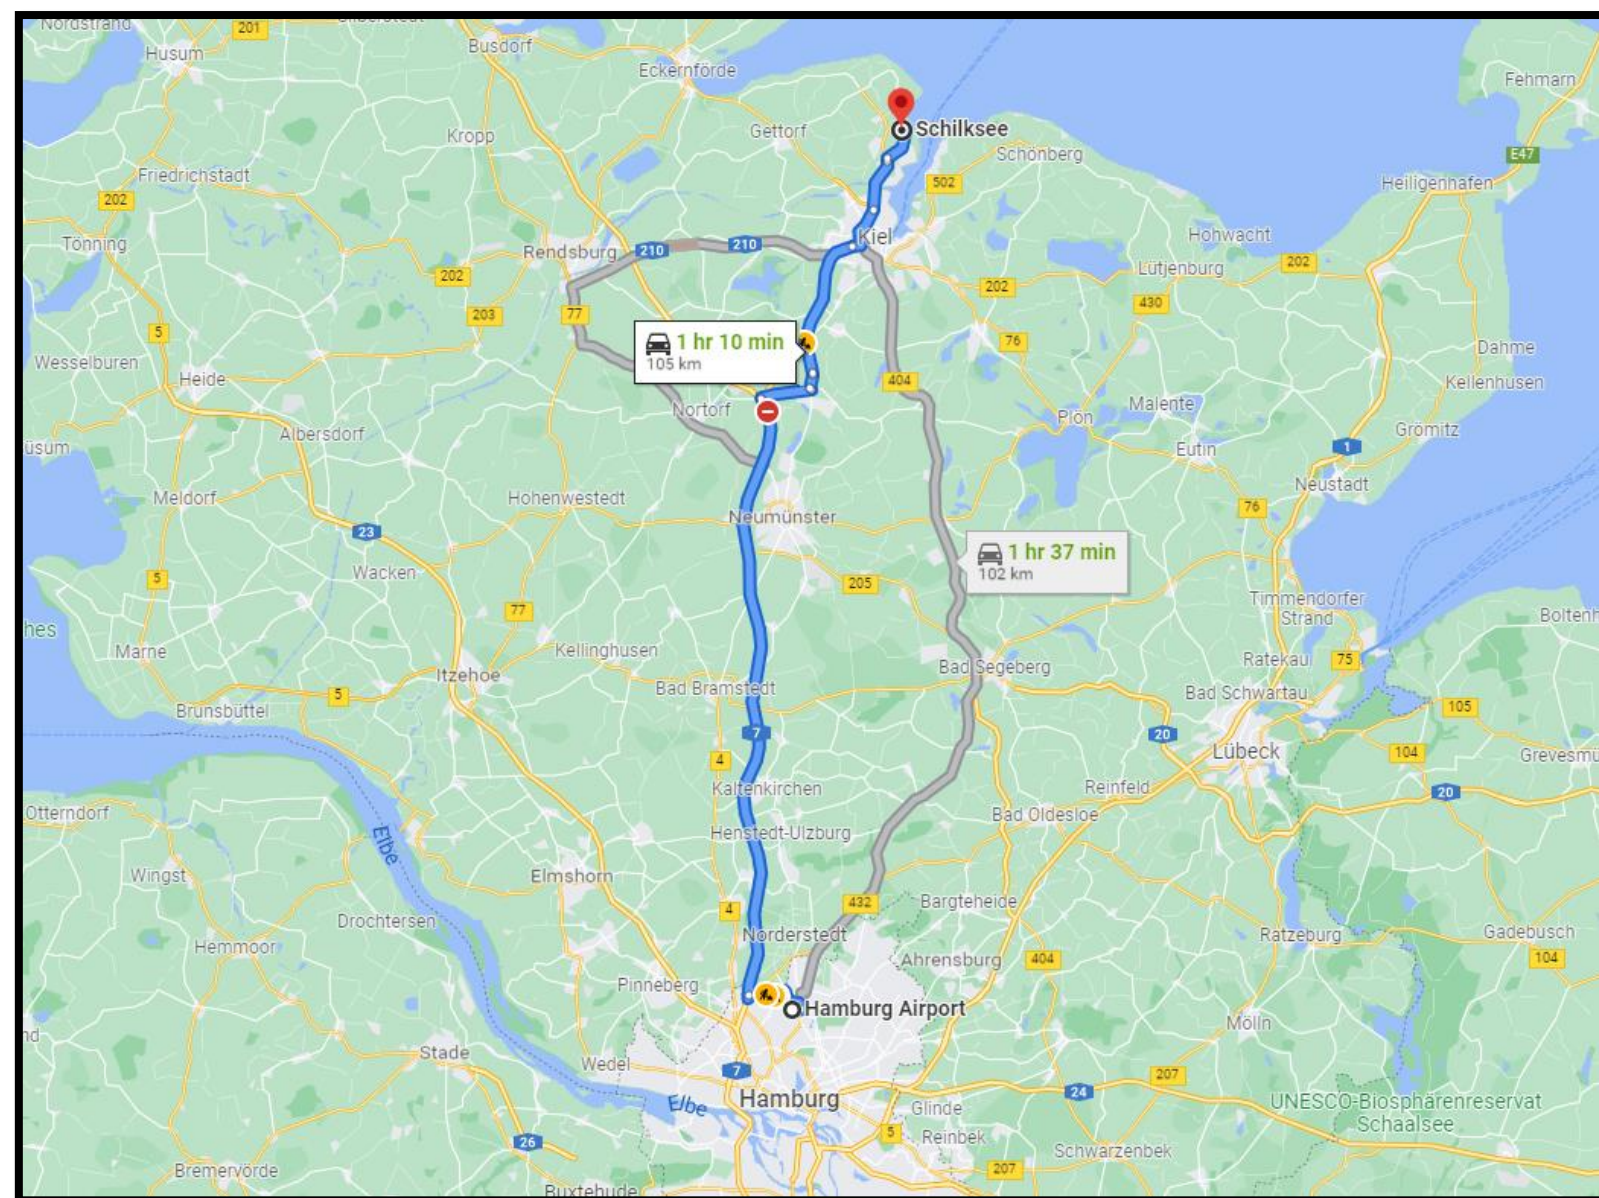 Nordstrand
201
Husum
Busdorf
Eckernförde
Fehmarn
Kropp
Gettorf
Schilksee
Schönberg
E47
Friedrichstadt
202
502
Heiligenhafen
Tönning
Rendsburg
210
210
Kiel
Hohwacht
202
202
Lütjenburg
202
430
5
203
77
76
Wesselburen
1 hr 10 min
105 km
Dahme
Heide
404
Kellenhusen
Nortorf
Malente
Plön
Albersdorf
Grömitz
üsum
Eutin
1
Neustadt
Meldorf
Hohenwestedt
76
Neumünster
23
1 hr 37 min
102 km
Wacken
5
205
77
Timmendorfer
Strand
Boltenh
hes
Marne
Kellinghusen
Bad Segeberg
Ratekau
75
Itzehoe
Bad Bramstedt
Bad Schwartau
5
Brunsbüttel
105
7
20
Lübeck
104
Grevesmü
4
Kaltenkirchen
Reinfeld
20
Otterndorf
Bad Oldesloe
Henstedt-Ulzburg
Elbe
Wingst
Elmshorn
432
Bargteheide
4
Drochtersen
Norderstedt
Ratzeburg
Gadebusch
Hemmoor
Ahrensburg
404
104
Pinneberg
Hamburg Airport
Mölln
nd
Stade
Wedel
7
207
24
Hamburg
Elbe
Glinde
UNESCO-Biosphärenreservat
Schaalsee
5
Reinbek
26
Schwarzenbek
Bremervörde
207
Buxtehude